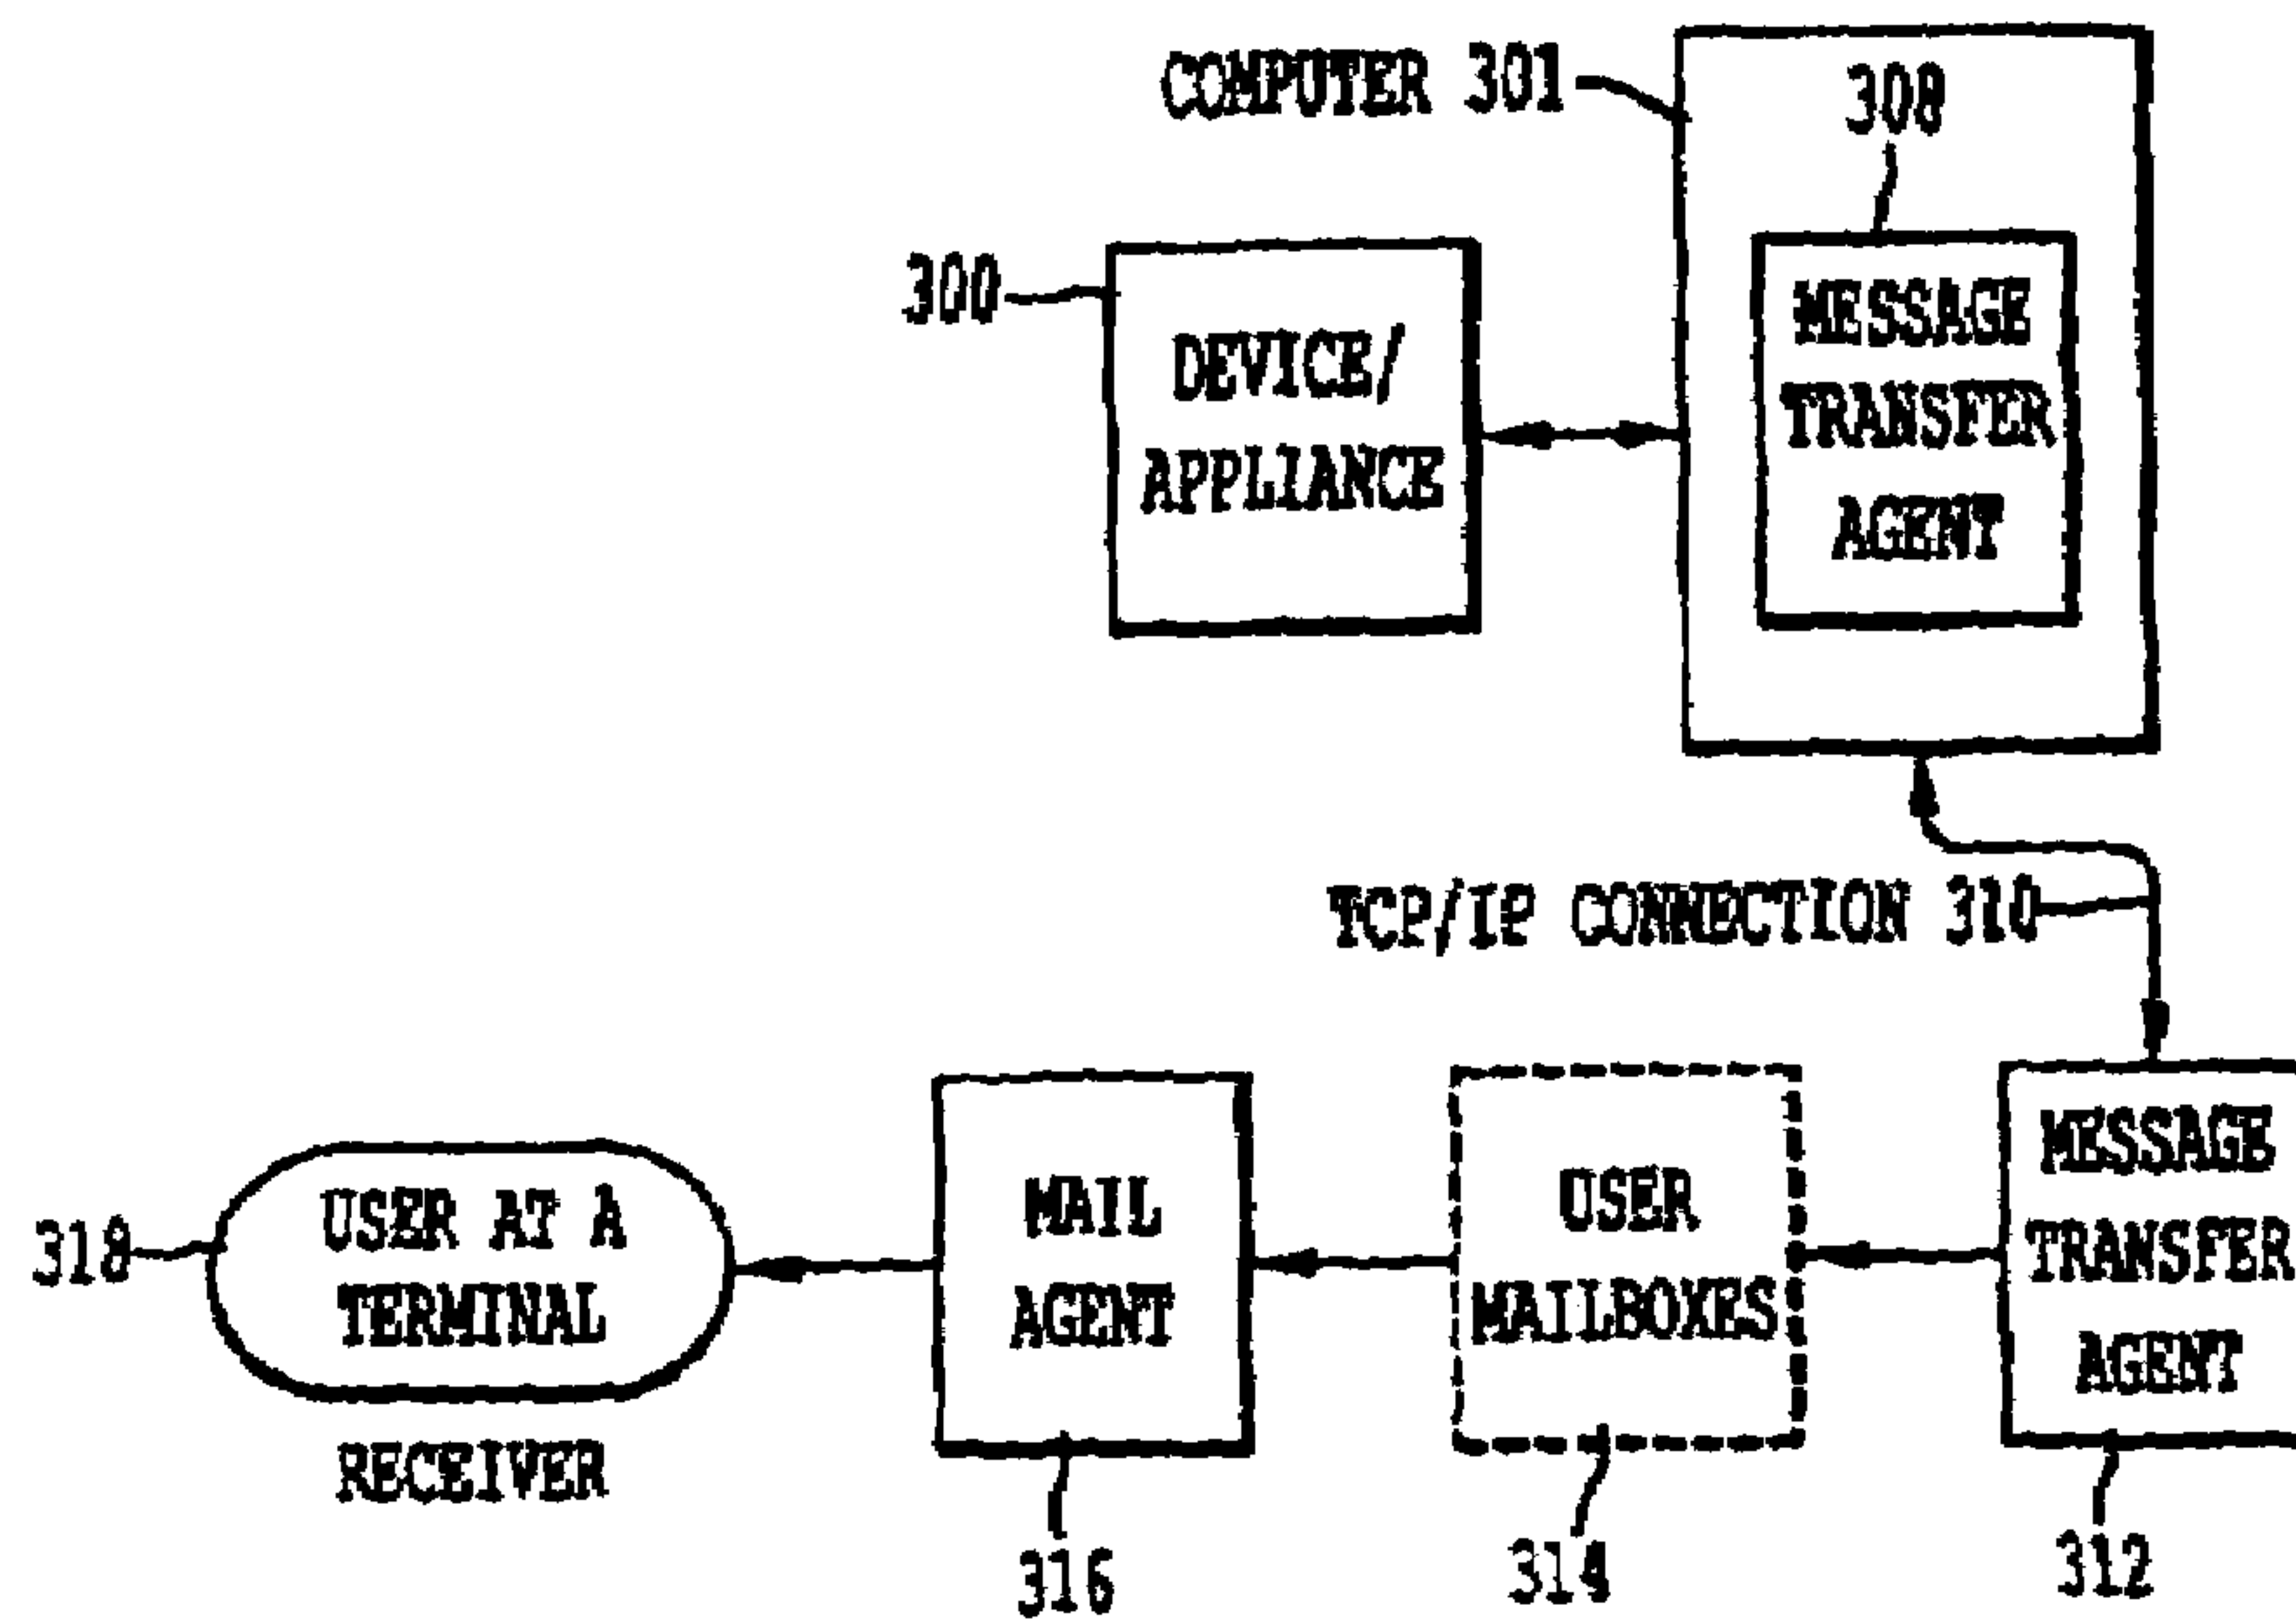 COMPUTER 301
308
300
DEVICE/
APPLIANCE
MESSAGE
TRANSFER
AGENT
TCP/IP CONNECTION 310
318
USER AT A
TERMINAL
RECEIVER
MAIL
AGENT
316
USER
MAILBOXES
314
MESSAGE
TRANSFER
AGENT
312